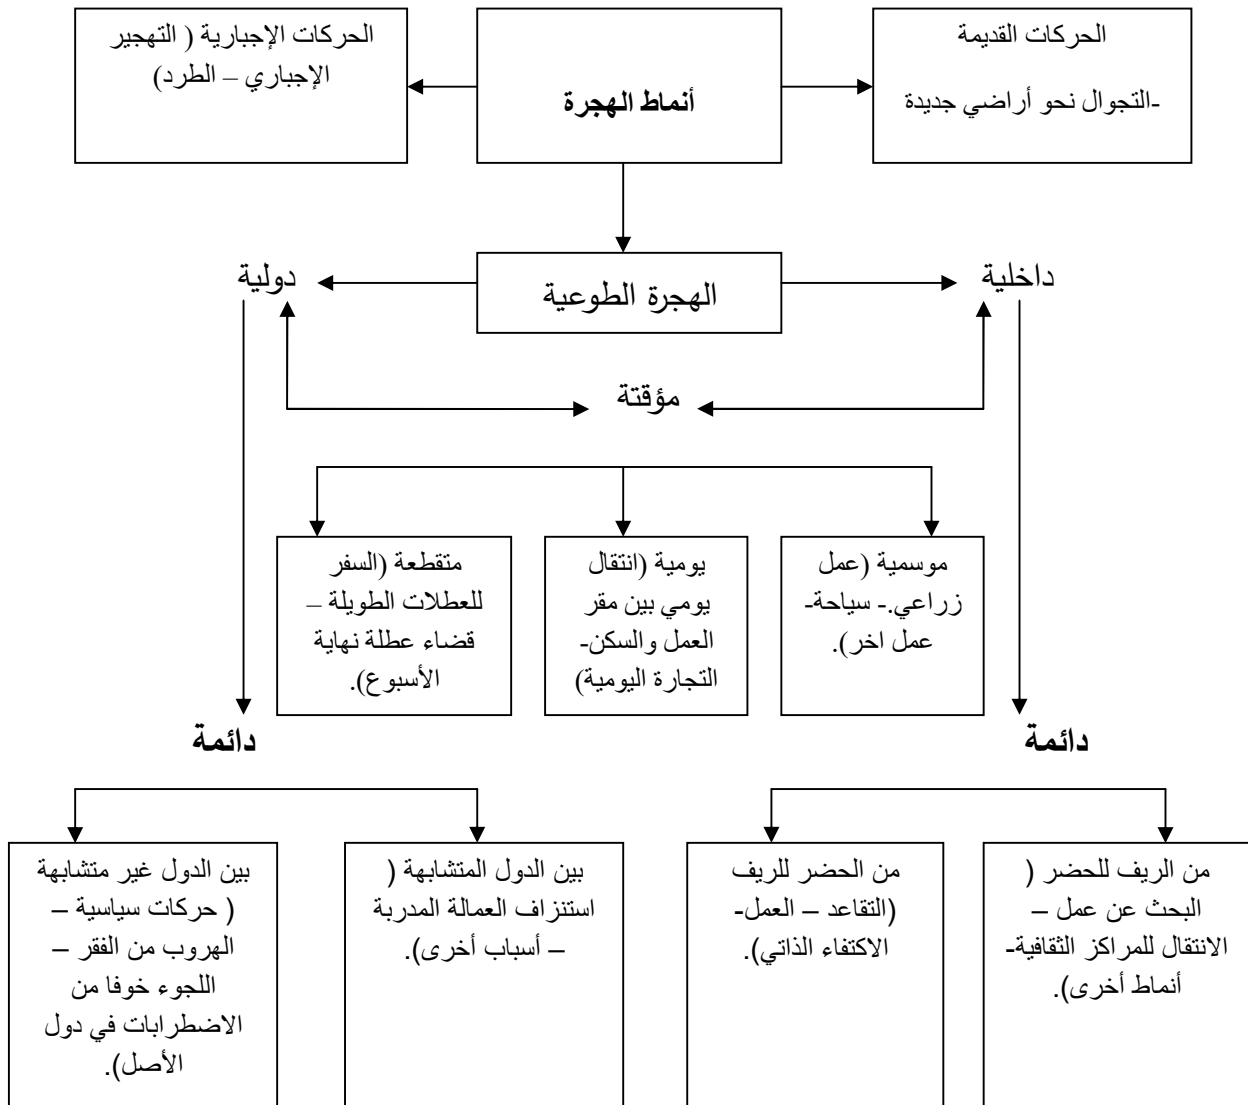 الحركات القديمة
-التجوال نحو أراضي جديدة
أنماط الهجرة
الحركات الإجبارية ( التهجير
الإجباري – الطرد)
داخلية
الهجرة الطوعية
دولية
مؤقتة
موسمية (عمل
زراعي.- سياحة-
عمل اخر).
يومية (انتقال
يومي بين مقر
العمل والسكن-
التجارة اليومية)
متقطعة (السفر
للعطلات الطويلة –
قضاء عطلة نهاية
الأسبوع).
دائمة
دائمة
من الريف للحضر (
البحث عن عمل –
الانتقال للمراكز الثقافية-
أنماط أخرى).
من الحضر للريف
(التقاعد – العمل-
الاكتفاء الذاتي).
بين الدول المتشابهة (
استنزاف العمالة المدربة
– أسباب أخرى).
بين الدول غير متشابهة
( حركات سياسية –
الهروب من الفقر –
اللجوء خوفا من
الاضطرابات في دول
الأصل).